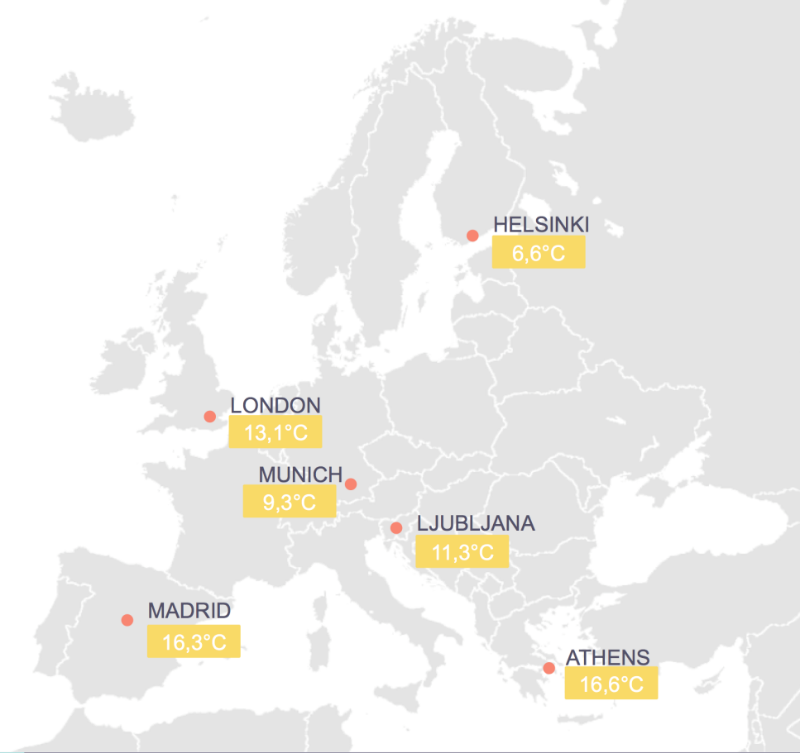 HELSINKI
6,6°C
LONDON
13,1°C
MUNICH
9,3°C
LJUBLJANA
11,3°C
MADRID
16,3°C
ATHENS
16,6°C